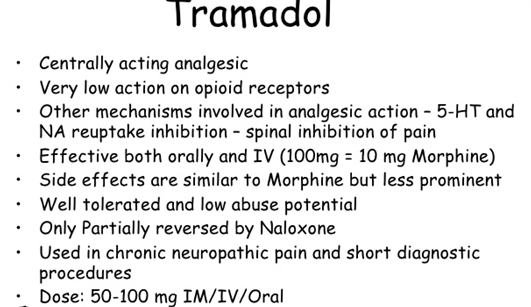 Tramadol
• Centrally acting analgesic
• Very low action on opioid receptors
• Other mechanisms involved in analgesic action – 5-HT and
NA reuptake inhibition – spinal inhibition of pain
• Effective both orally and IV (100mg = 10 mg Morphine)
• Side effects are similar to Morphine but less prominent
• Well tolerated and low abuse potential
• Only Partially reversed by Naloxone
• Used in chronic neuropathic pain and short diagnostic
procedures
• Dose: 50-100 mg IM/IV/Oral